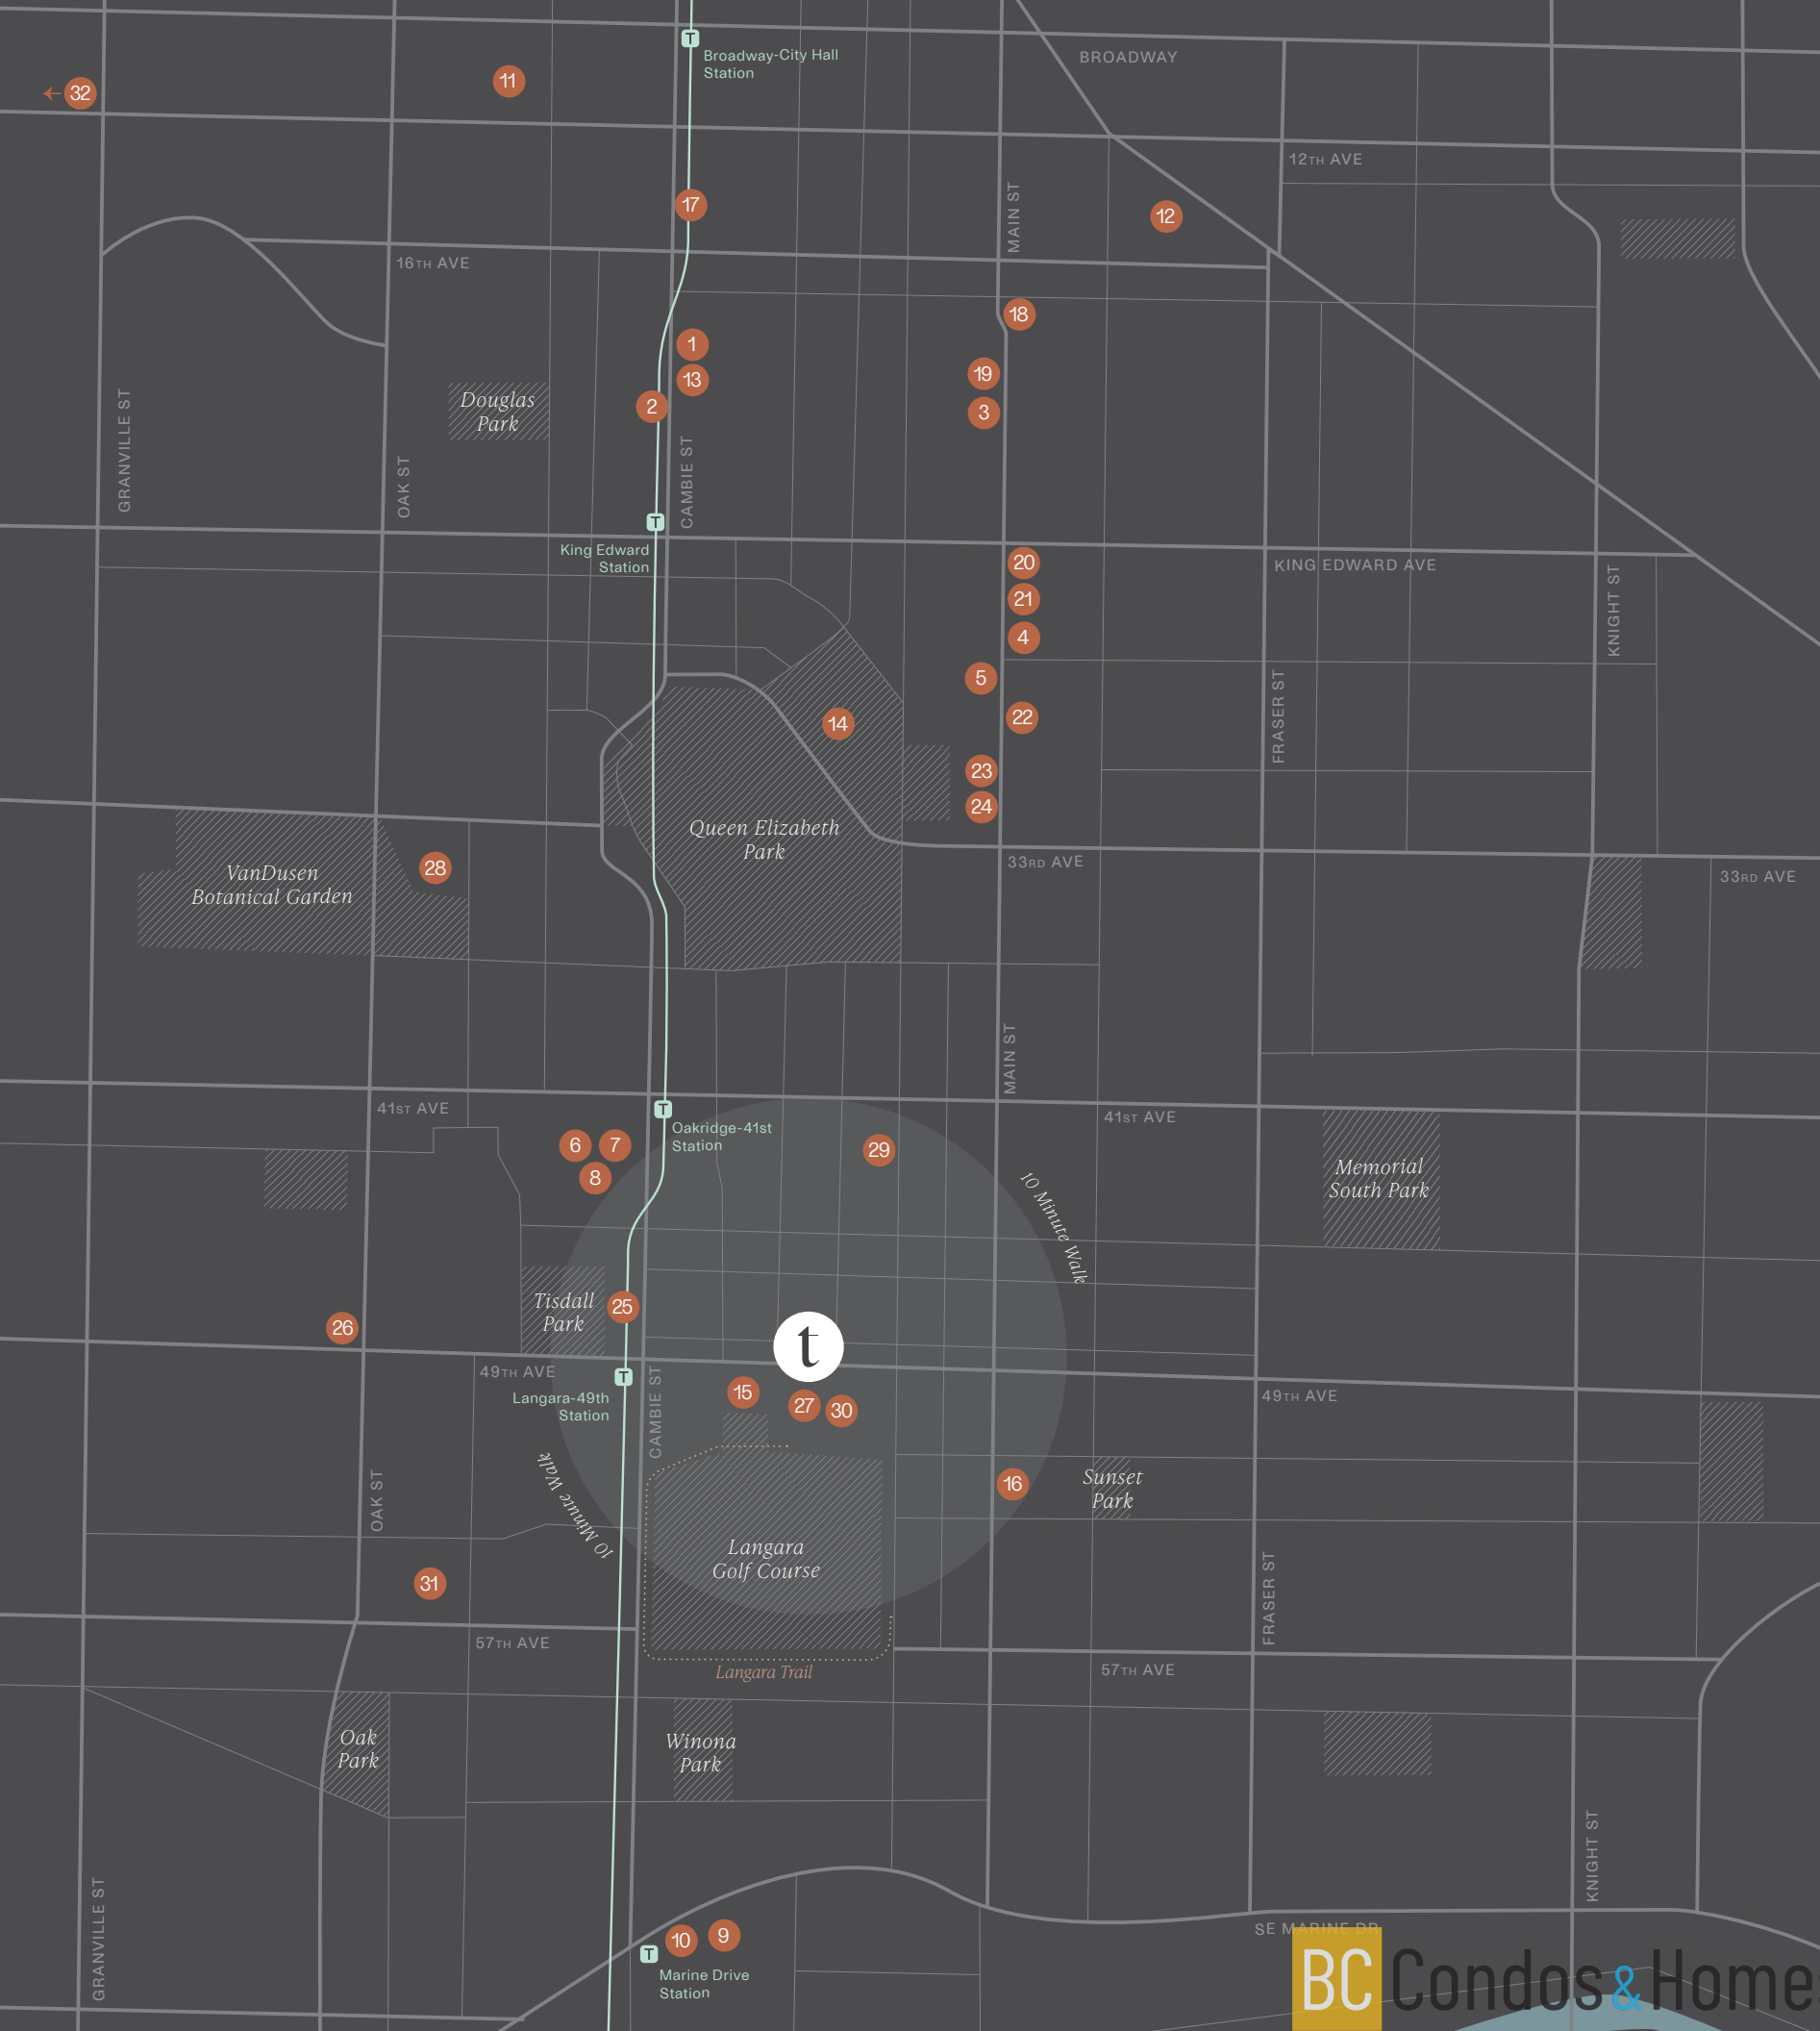 T
Broadway-City Hall
Station
BROADWAY
11
32
12TH AVE
17
12
MAIN ST
16TH AVE
18
1
19
13
2
3
Douglas
Park
GRANVILLE ST
OAK ST
CAMBIE ST
T
King Edward
Station
20
KING EDWARD AVE
21
KNIGHT ST
4
5
22
FRASER ST
14
23
24
Queen Elizabeth
Park
33RD AVE
28
VanDusen
Botanical Garden
33RD AVE
MAIN ST
41ST AVE
T
Oakridge-41st
Station
41ST AVE
6
7
8
29
Memorial
South Park
10 Minute Walk
Tisdall
Park
25
26
t
49TH AVE
T
Langara-49th
Station
CAMBIE ST
15
27
30
49TH AVE
10 Minute Walk
OAK ST
16
Sunset
Park
Langara
Golf Course
31
FRASER ST
57TH AVE
Langara Trail
57TH AVE
Oak
Park
Winona
Park
KNIGHT ST
GRANVILLE ST
SE MARINE DR
10
9
T
Marine Drive
Station
BC Condos&Home